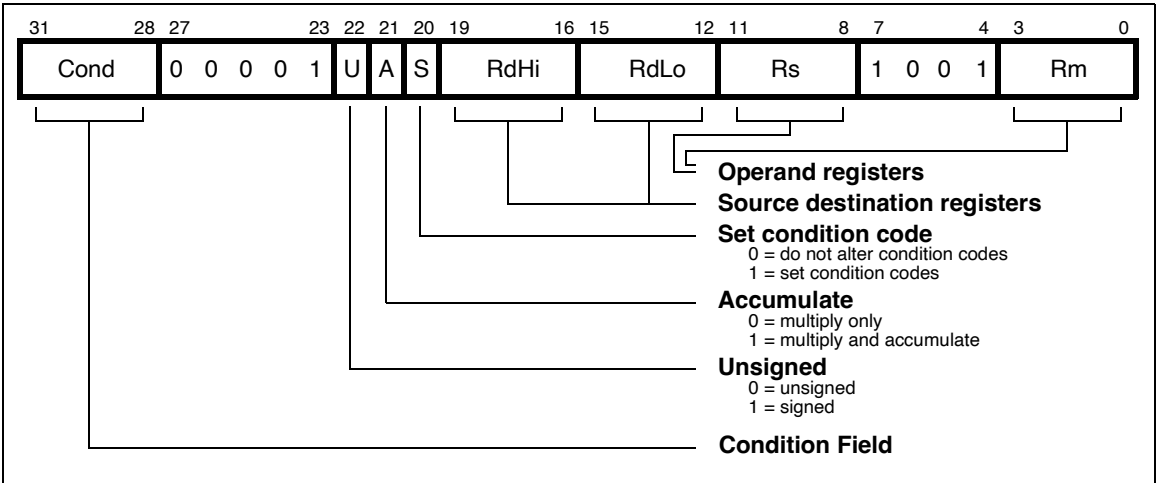 31 28 27 23 22 21 20 19 16 15 12 11 8 7 4 3 0
Cond 0 0 0 0 1 U A S RdHi RdLo Rs 1 0 0 1 Rm
Operand registers
Source destination registers
Set condition code
0 = do not alter condition codes
1 = set condition codes
Accumulate
0 = multiply only
1 = multiply and accumulate
Unsigned
0 = unsigned
1 = signed
Condition Field